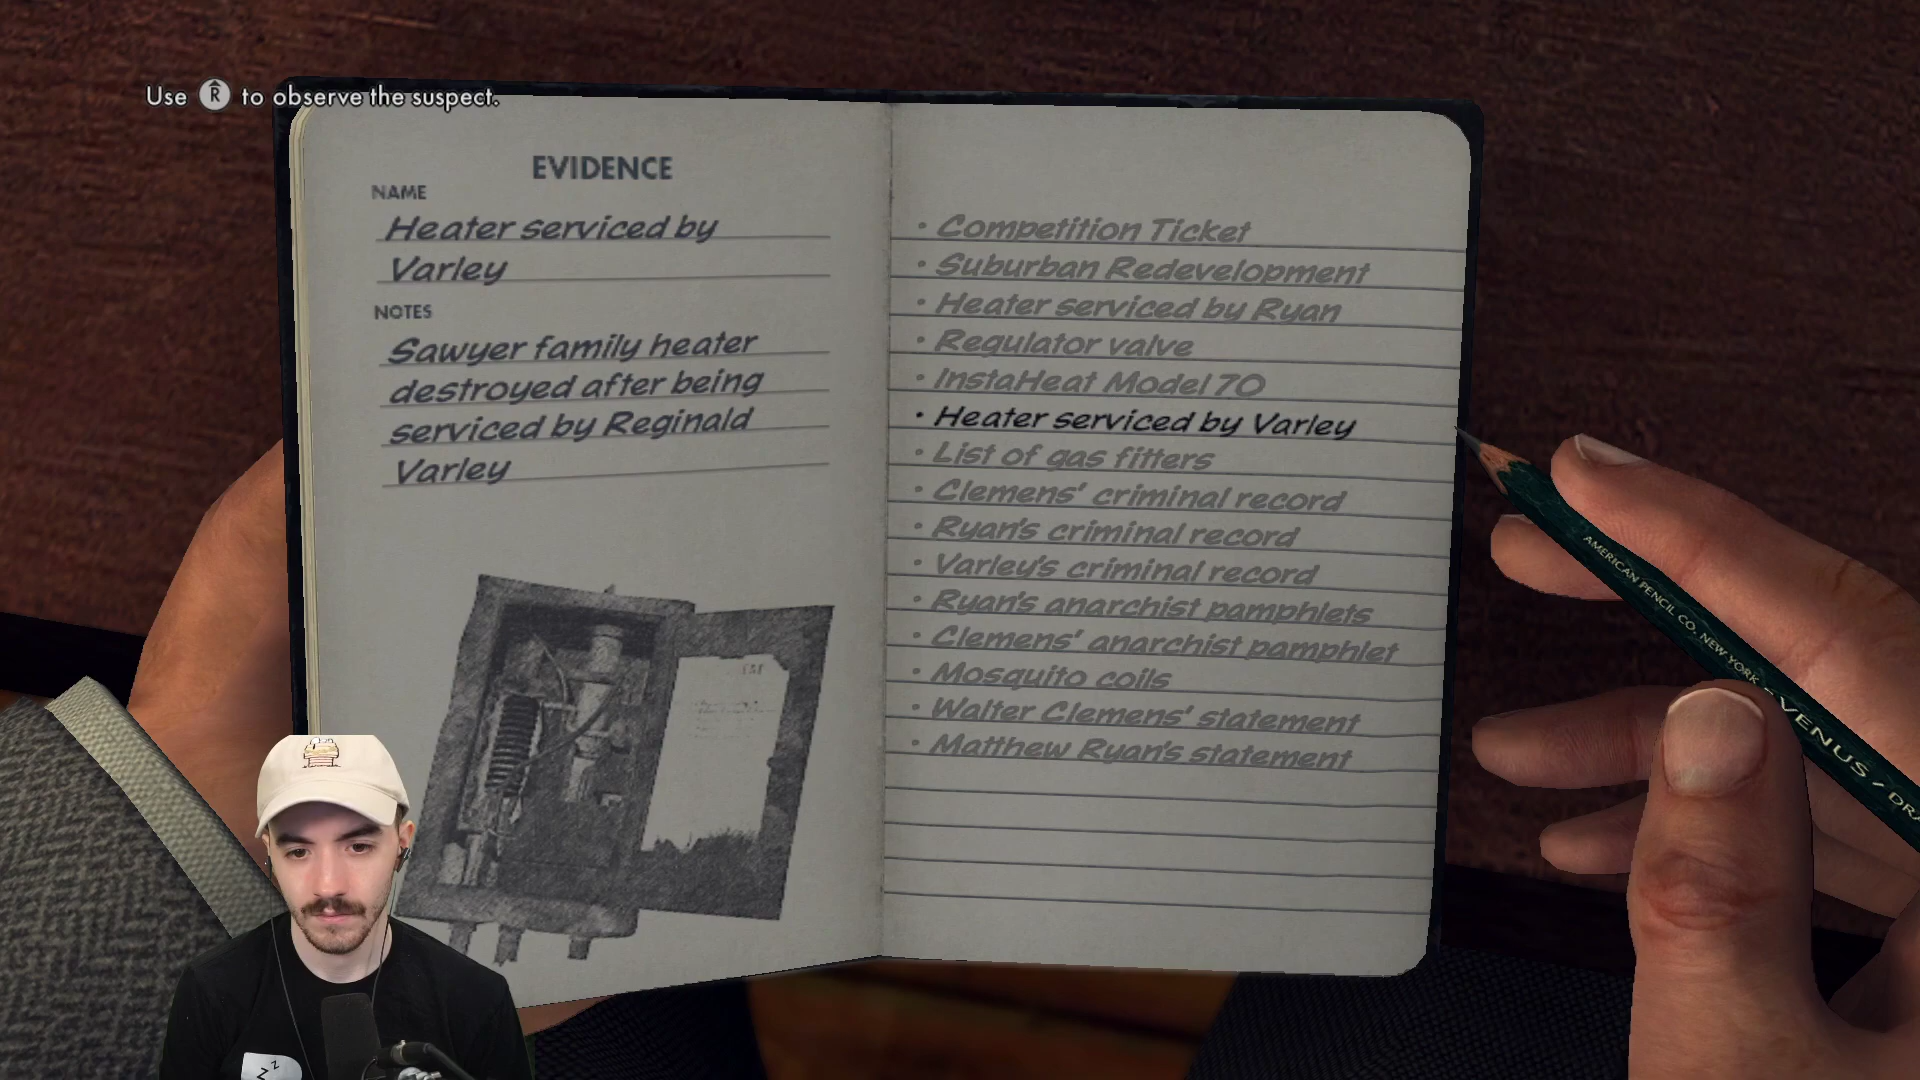 Use R to observe the suspect.
EVIDENCE
NAME
Heater serviced by
Varley
NOTES
Sawyer family heater
destroyed after being
serviced by Reginald
Varley
• Competition Ticket
• Suburban Redevelopment
• Heater serviced by Ryan
• Regulator valve
• InstaHeat Model 70
• Heater serviced by Varley
• List of gas fitters
• Clemens' criminal record
• Ryan's criminal record
• Varley's criminal record
• Ryan's anarchist pamphlets
• Clemens' anarchist pamphlet
• Mosquito coils
• Walter Clemens' statement
• Matthew Ryan's statement
AMERICAN PENCIL CO. NEW YORK
VENUS / DRA
z z